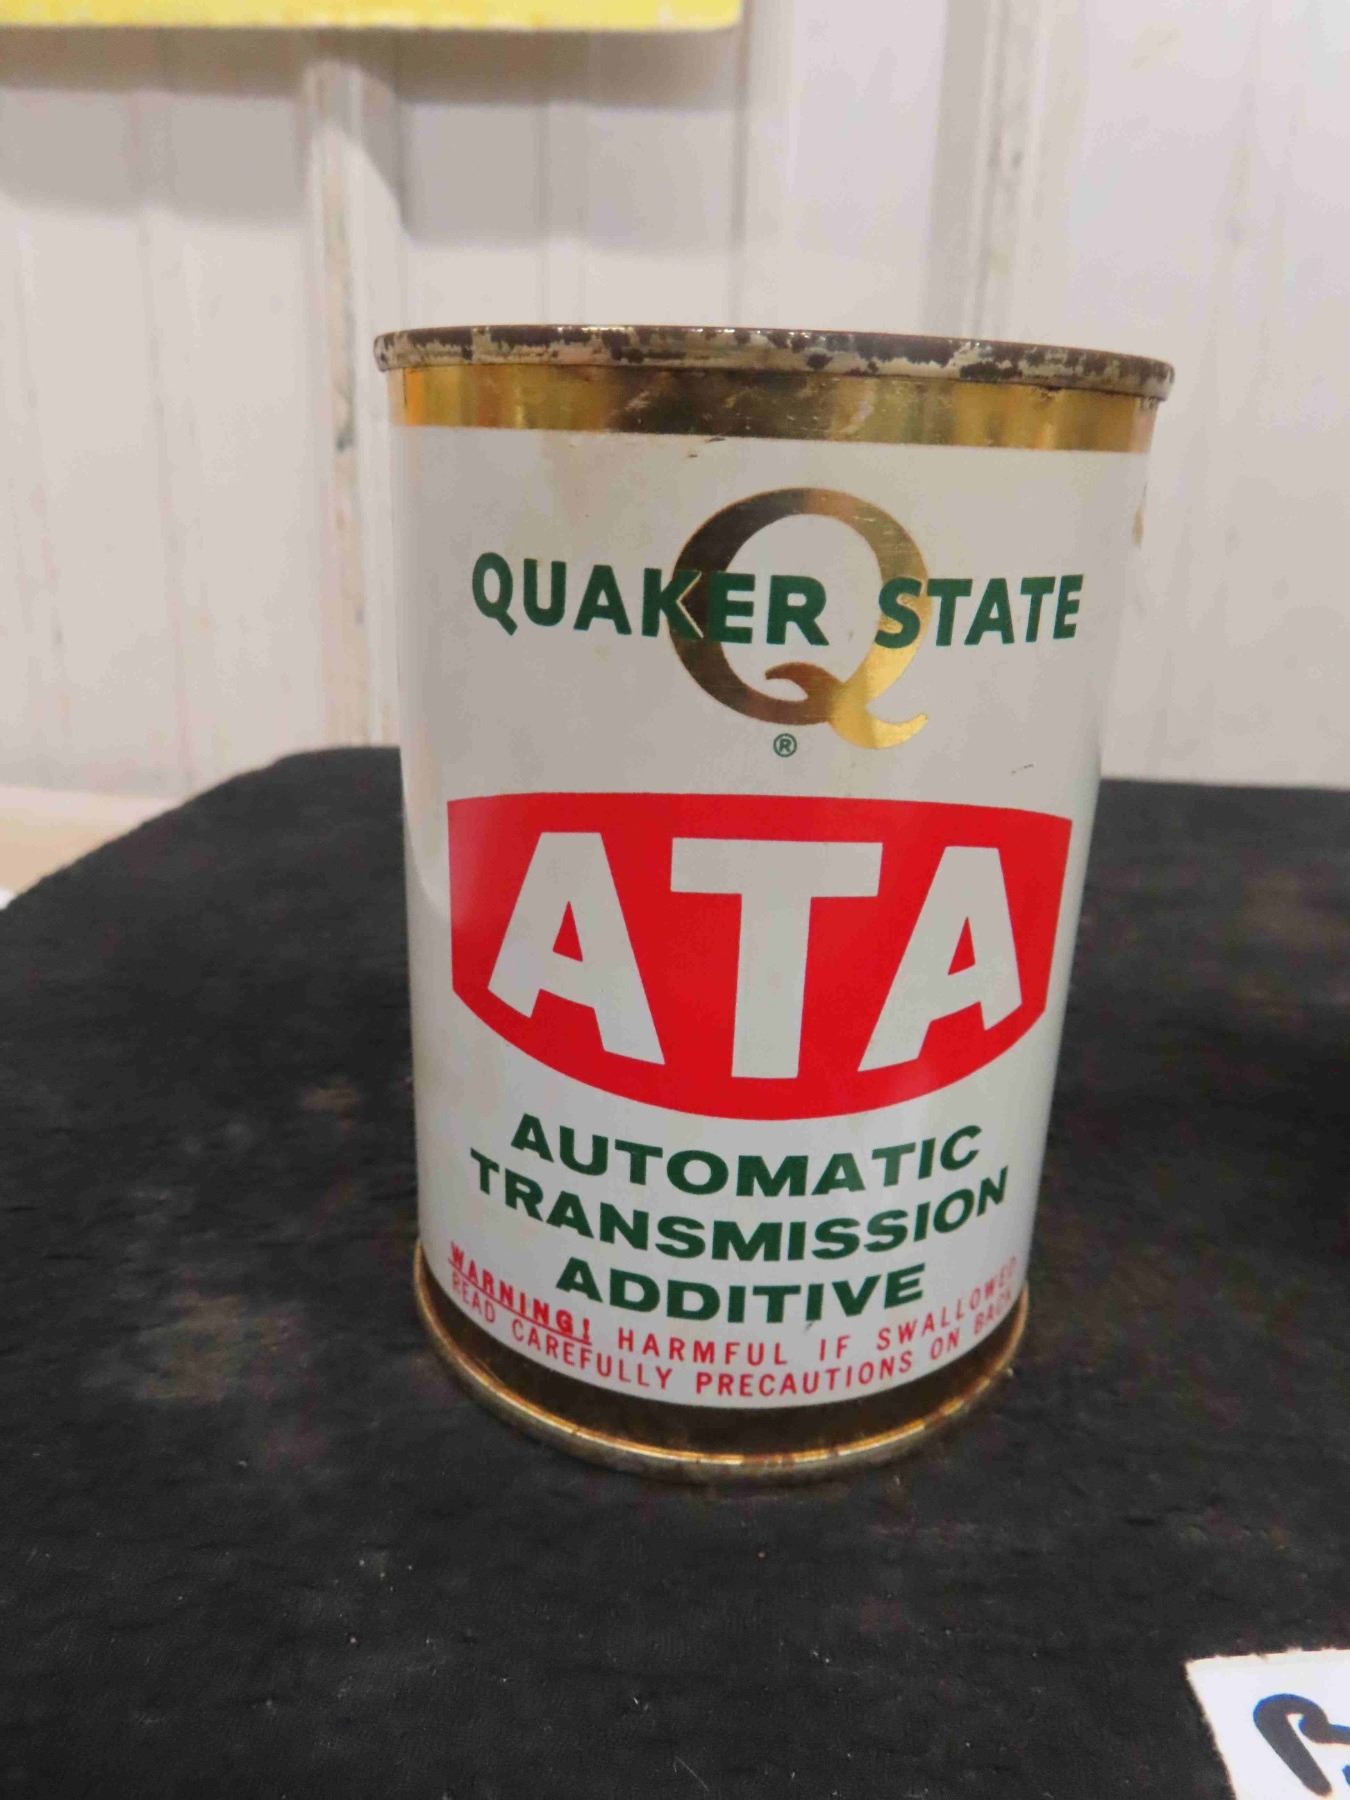 QUAKER STATE
®
ATA
AUTOMATIC
TRANSMISSION
ADDITIVE
WARNING! HARMFUL IF SWALLOWED
READ CAREFULLY PRECAUTIONS ON BACK